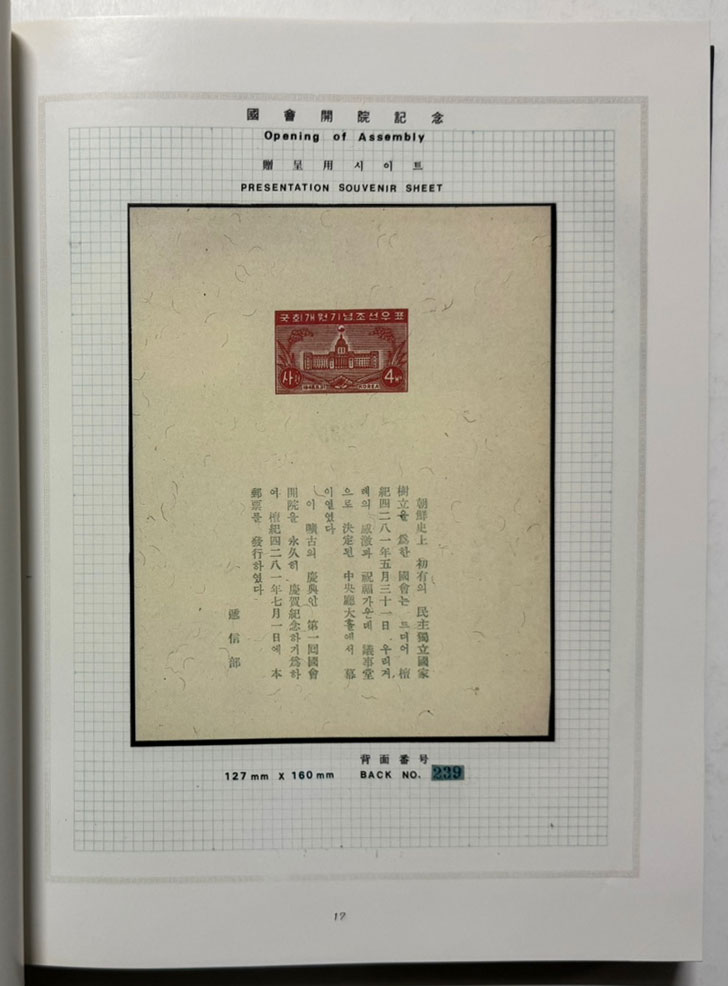 國會開院記念
Opening of Assembly
贈呈用시이트
PRESENTATION SOUVENIR SHEET
국회개원기념조선우표
사원
4
1948.5.31
KOREA
朝鮮史上 初有의 民主獨立國家
樹立을 爲한 國會는 드디어 檀
紀四二八一年五月三十一日 우리겨
레의 感激과 祝福가운데 議事堂
으로 決定된 中央廳大홀에서 幕
이열였다
이 曠古의 慶典인 第一回國會
開院을 永久히 慶賀紀念하기爲하
여 檀紀四二八一年七月一日에 本
郵票를 發行하였다
遞信部
背面番号
127mm X 160mm BACK NO. 239
12